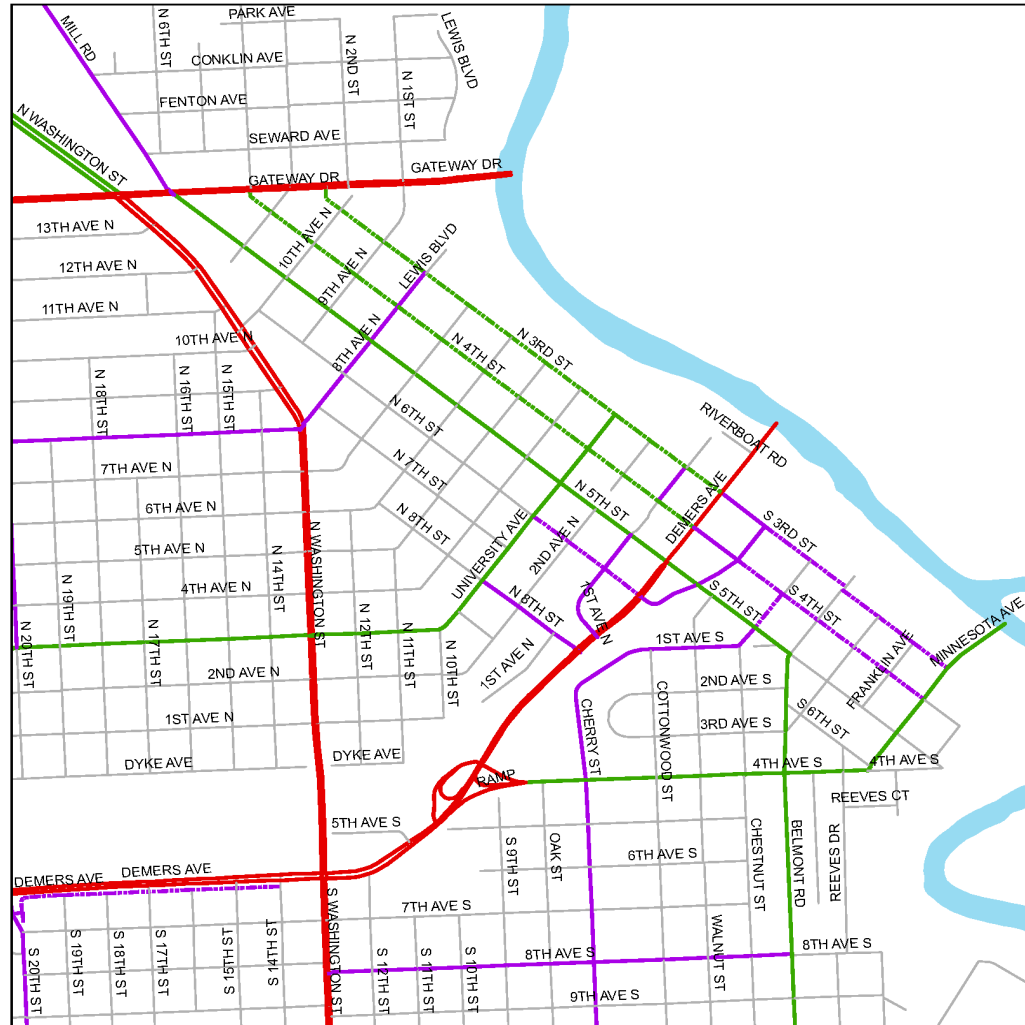 PARK AVE
LEWIS BLVD
MILL RD
N 6TH ST
N 2ND ST
CONKLIN AVE
N 1ST ST
FENTON AVE
N WASHINGTON ST
SEWARD AVE
GATEWAY DR
GATEWAY DR
13TH AVE N
10TH AVE N
LEWIS BLVD
12TH AVE N
9TH AVE N
11TH AVE N
10TH AVE N
8TH AVE N
N 4TH ST
N 3RD ST
N 18TH ST
N 16TH ST
N 15TH ST
N 6TH ST
RIVERBOAT RD
7TH AVE N
N 7TH ST
N 5TH ST
DEMERS AVE
6TH AVE N
N 8TH ST
S 3RD ST
5TH AVE N
N 14TH ST
N WASHINGTON ST
UNIVERSITY AVE
2ND AVE N
4TH AVE N
N 19TH ST
N 8TH ST
1ST AVE N
S 5TH ST
S 4TH ST
N 20TH ST
N 17TH ST
N 12TH ST
N 11TH ST
N 10TH ST
1ST AVE S
MINNESOTA AVE
FRANKLIN AVE
2ND AVE N
1ST AVE N
2ND AVE S
1ST AVE N
CHERRY ST
COTTONWOOD ST
3RD AVE S
S 6TH ST
DYKE AVE
DYKE AVE
RAMP
4TH AVE S
4TH AVE S
REEVES CT
5TH AVE S
S 9TH ST
OAK ST
6TH AVE S
CHESTNUT ST
BELMONT RD
REEVES DR
DEMERS AVE
DEMERS AVE
7TH AVE S
S WASHINGTON ST
WALNUT ST
S 20TH ST
S 19TH ST
S 18TH ST
S 17TH ST
S 15TH ST
S 14TH ST
S 12TH ST
S 11TH ST
S 10TH ST
8TH AVE S
8TH AVE S
9TH AVE S